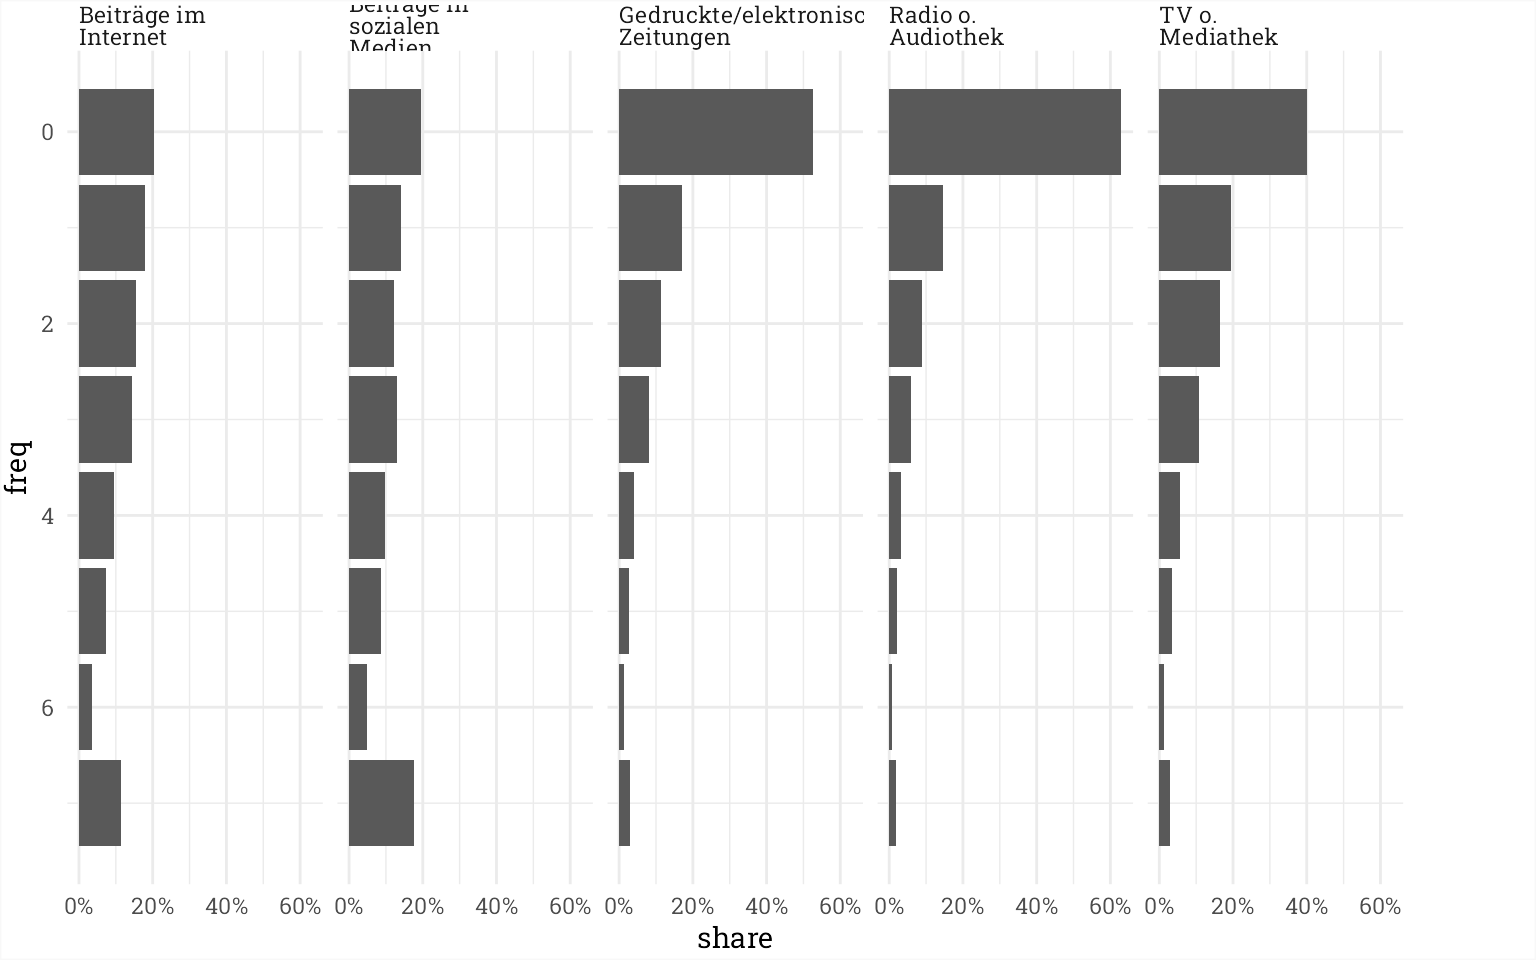 Beiträge im
Internet
Beiträge in
sozialen
Medien
Gedruckte/elektronisc
Zeitungen
Radio o.
Audiothek
TV o.
Mediathek
freq
0
2
4
6
0% 20% 40% 60% 0% 20% 40% 60% 0% 20% 40% 60% 0% 20% 40% 60% 0% 20% 40% 60%
share